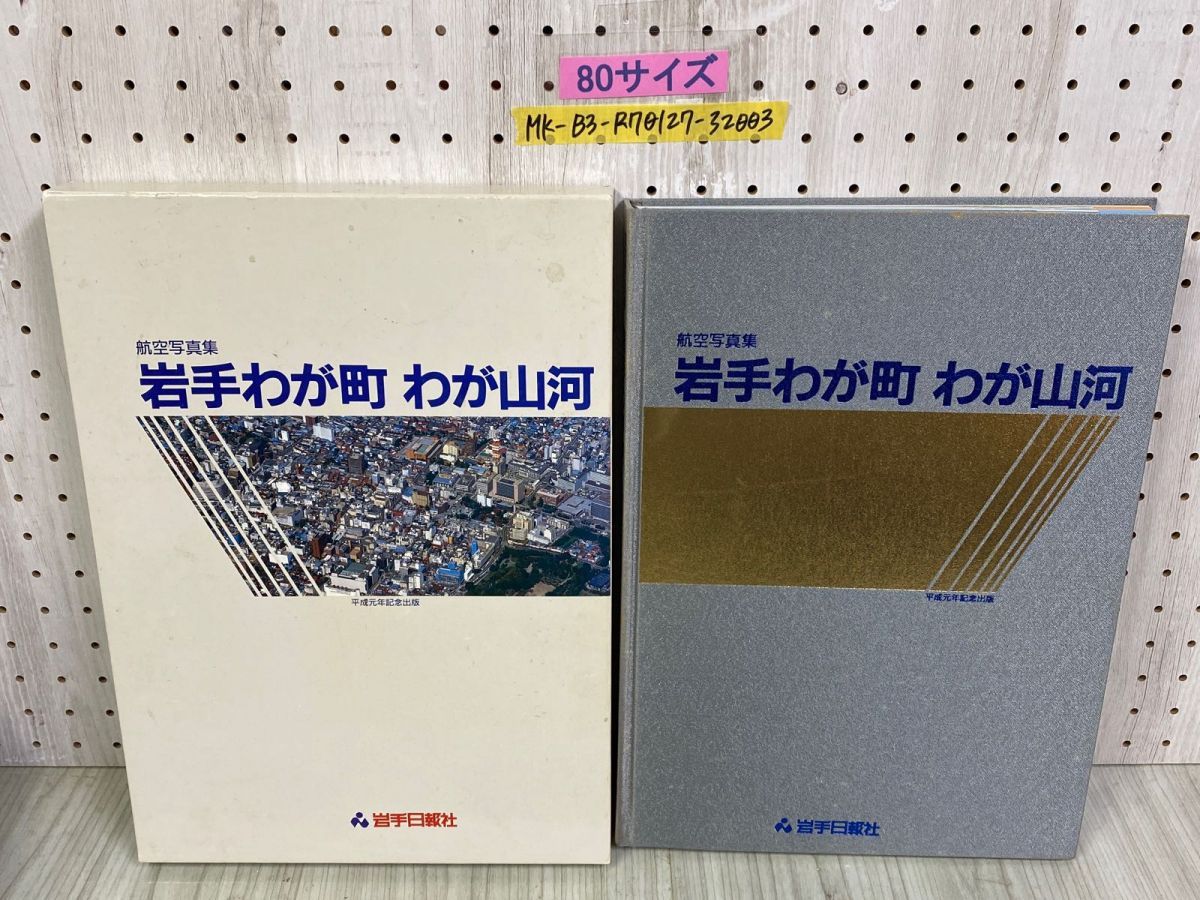 80サイズ
MK-B3-R70127-32003
航空写真集
岩手わが町 わが山河
平成元年記念出版
岩手日報社
航空写真集
岩手わが町 わが山河
平成元年記念出版
岩手日報社